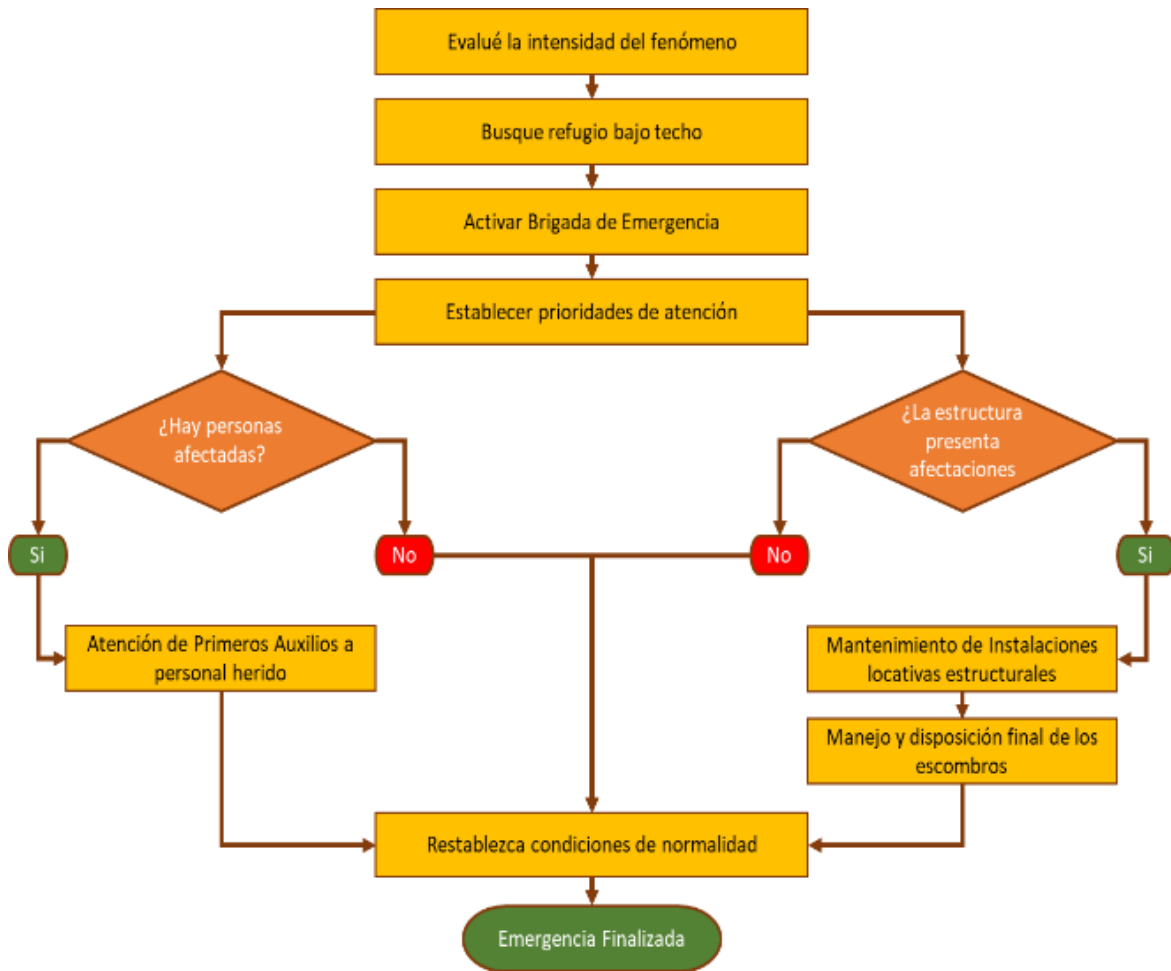 Evalué la intensidad del fenómeno
Busque refugio bajo techo
Activar Brigada de Emergencia
Establecer prioridades de atención
¿Hay personas
afectadas?
¿La estructura
presenta
afectaciones
Si
No
No
Si
Atención de Primeros Auxilios a
personal herido
Mantenimiento de Instalaciones
locativas estructurales
Manejo y disposición final de los
escombros
Restablezca condiciones de normalidad
Emergencia Finalizada